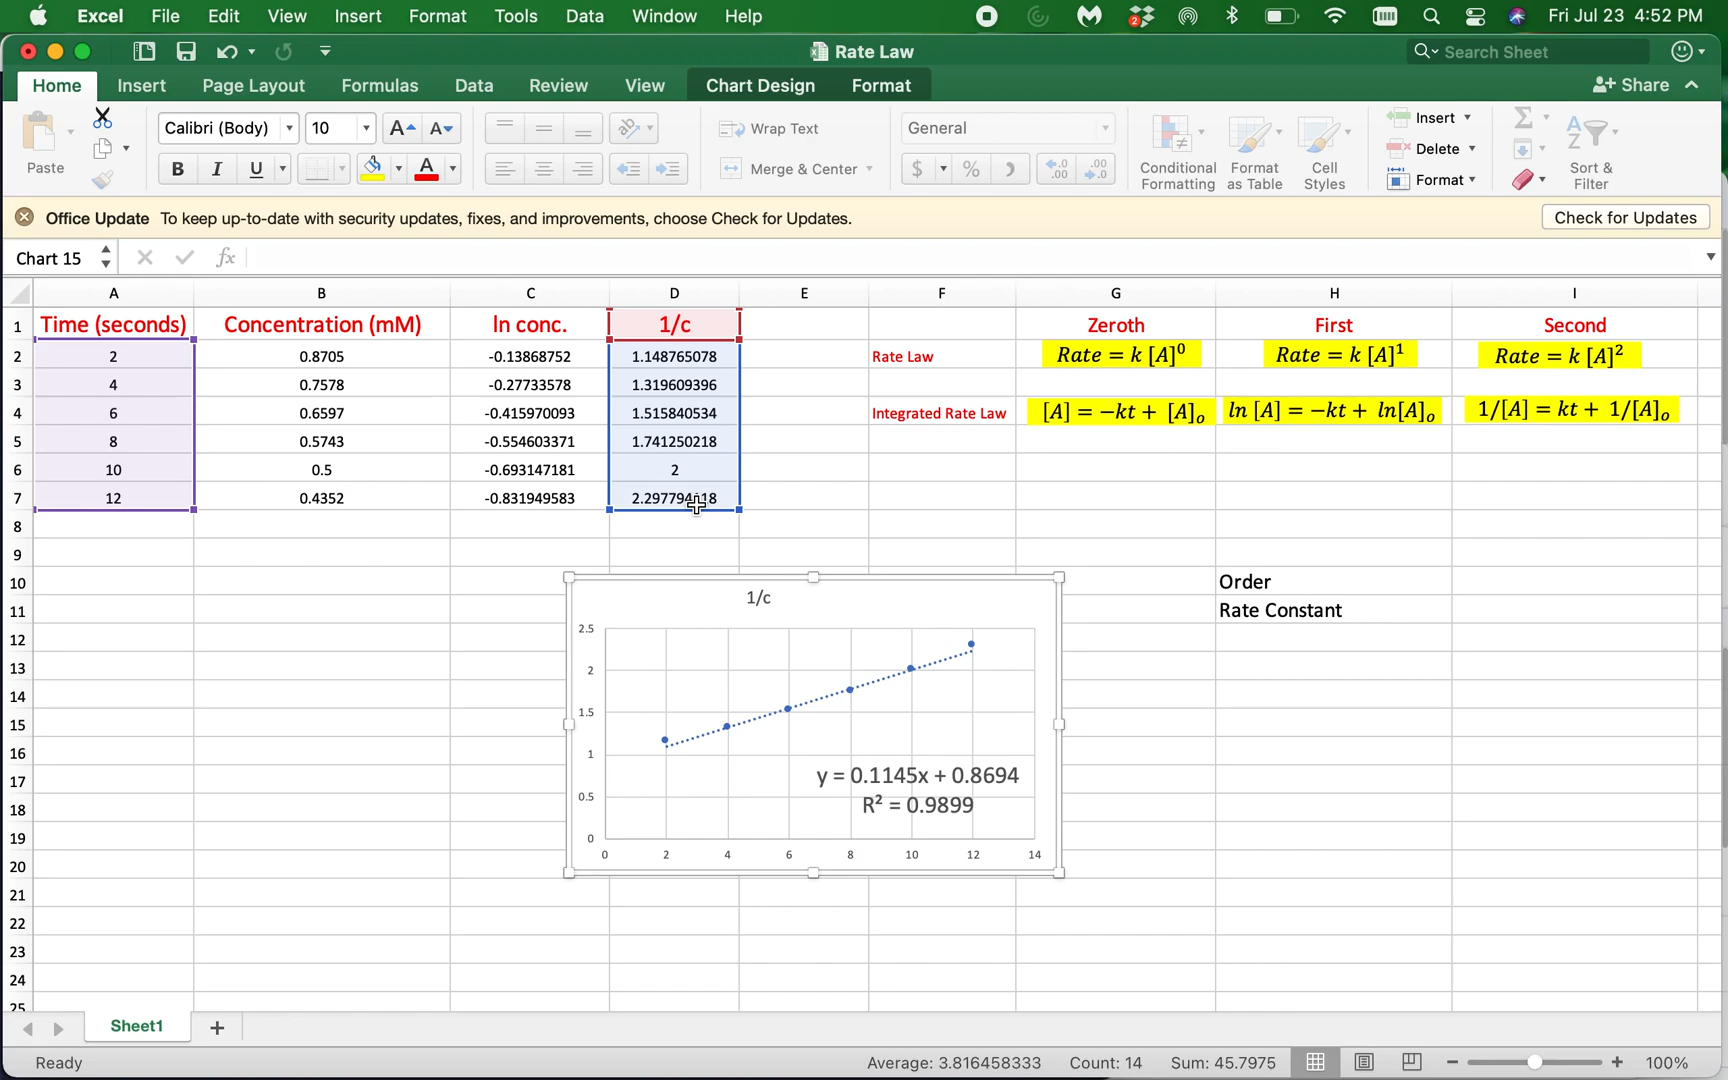 Excel File Edit View Insert Format Tools Data Window Help 2 Fri Jul 23 4:52 PM
Rate Law Search Sheet
Home Insert Page Layout Formulas Data Review View Chart Design Format Share
Paste Calibri (Body) 10 A A Wrap Text General Conditional Formatting Format as Table Cell Styles Insert Delete Format Sort & Filter
B I U A Merge & Center $ % .0 .00 .00 .0
Office Update To keep up-to-date with security updates, fixes, and improvements, choose Check for Updates. Check for Updates
Chart 15 fx
A B C D E F G H I
1 Time (seconds) Concentration (mM) ln conc. 1/c Zeroth First Second
2 2 0.8705 -0.13868752 1.148765078 Rate Law Rate = k [A]⁰ Rate = k [A]¹ Rate = k [A]²
3 4 0.7578 -0.27733578 1.319609396
4 6 0.6597 -0.415970093 1.515840534 Integrated Rate Law [A] = −kt + [A]ₒ ln [A] = −kt + ln[A]ₒ 1/[A] = kt + 1/[A]ₒ
5 8 0.5743 -0.554603371 1.741250218
6 10 0.5 -0.693147181 2
7 12 0.4352 -0.831949583
8
9
10 Order
11 Rate Constant
12
13
14
15
16
17
18
19
20
21
22
23
24
25
1/c
2.5
2
1.5
1
0.5
0
y = 0.1145x + 0.8694
R² = 0.9899
0 2 4 6 8 10 12 14
Sheet1
Ready Average: 3.816458333 Count: 14 Sum: 45.7975 100%